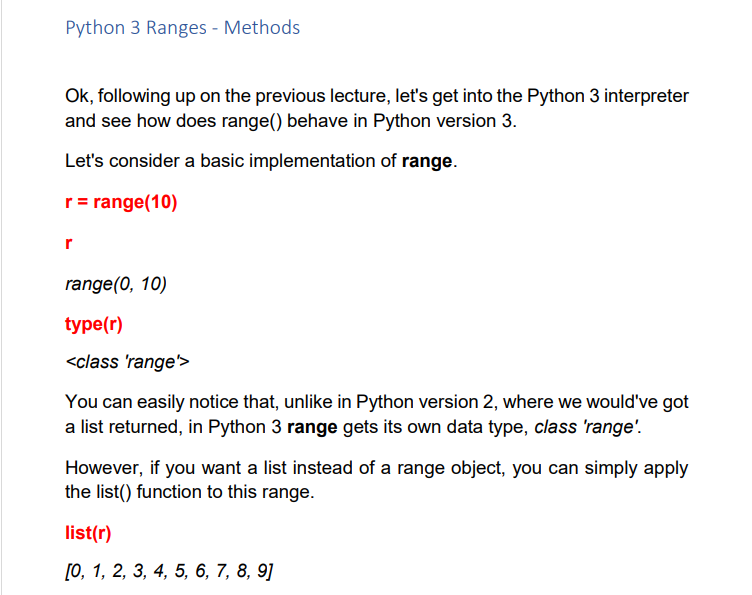 Python 3 Ranges - Methods
Ok, following up on the previous lecture, let's get into the Python 3 interpreter
and see how does range() behave in Python version 3.
Let's consider a basic implementation of range.
r = range(10)
r
range(0, 10)
type(r)
<class 'range'>
You can easily notice that, unlike in Python version 2, where we would've got
a list returned, in Python 3 range gets its own data type, class 'range'.
However, if you want a list instead of a range object, you can simply apply
the list() function to this range.
list(r)
[0, 1, 2, 3, 4, 5, 6, 7, 8, 9]